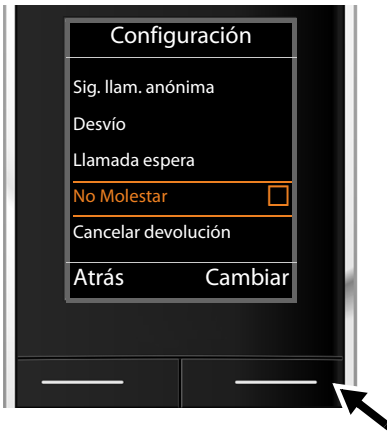 Configuración
Sig. llam. anónima
Desvío
Llamada espera
No Molestar
Cancelar devolución
Atrás Cambiar